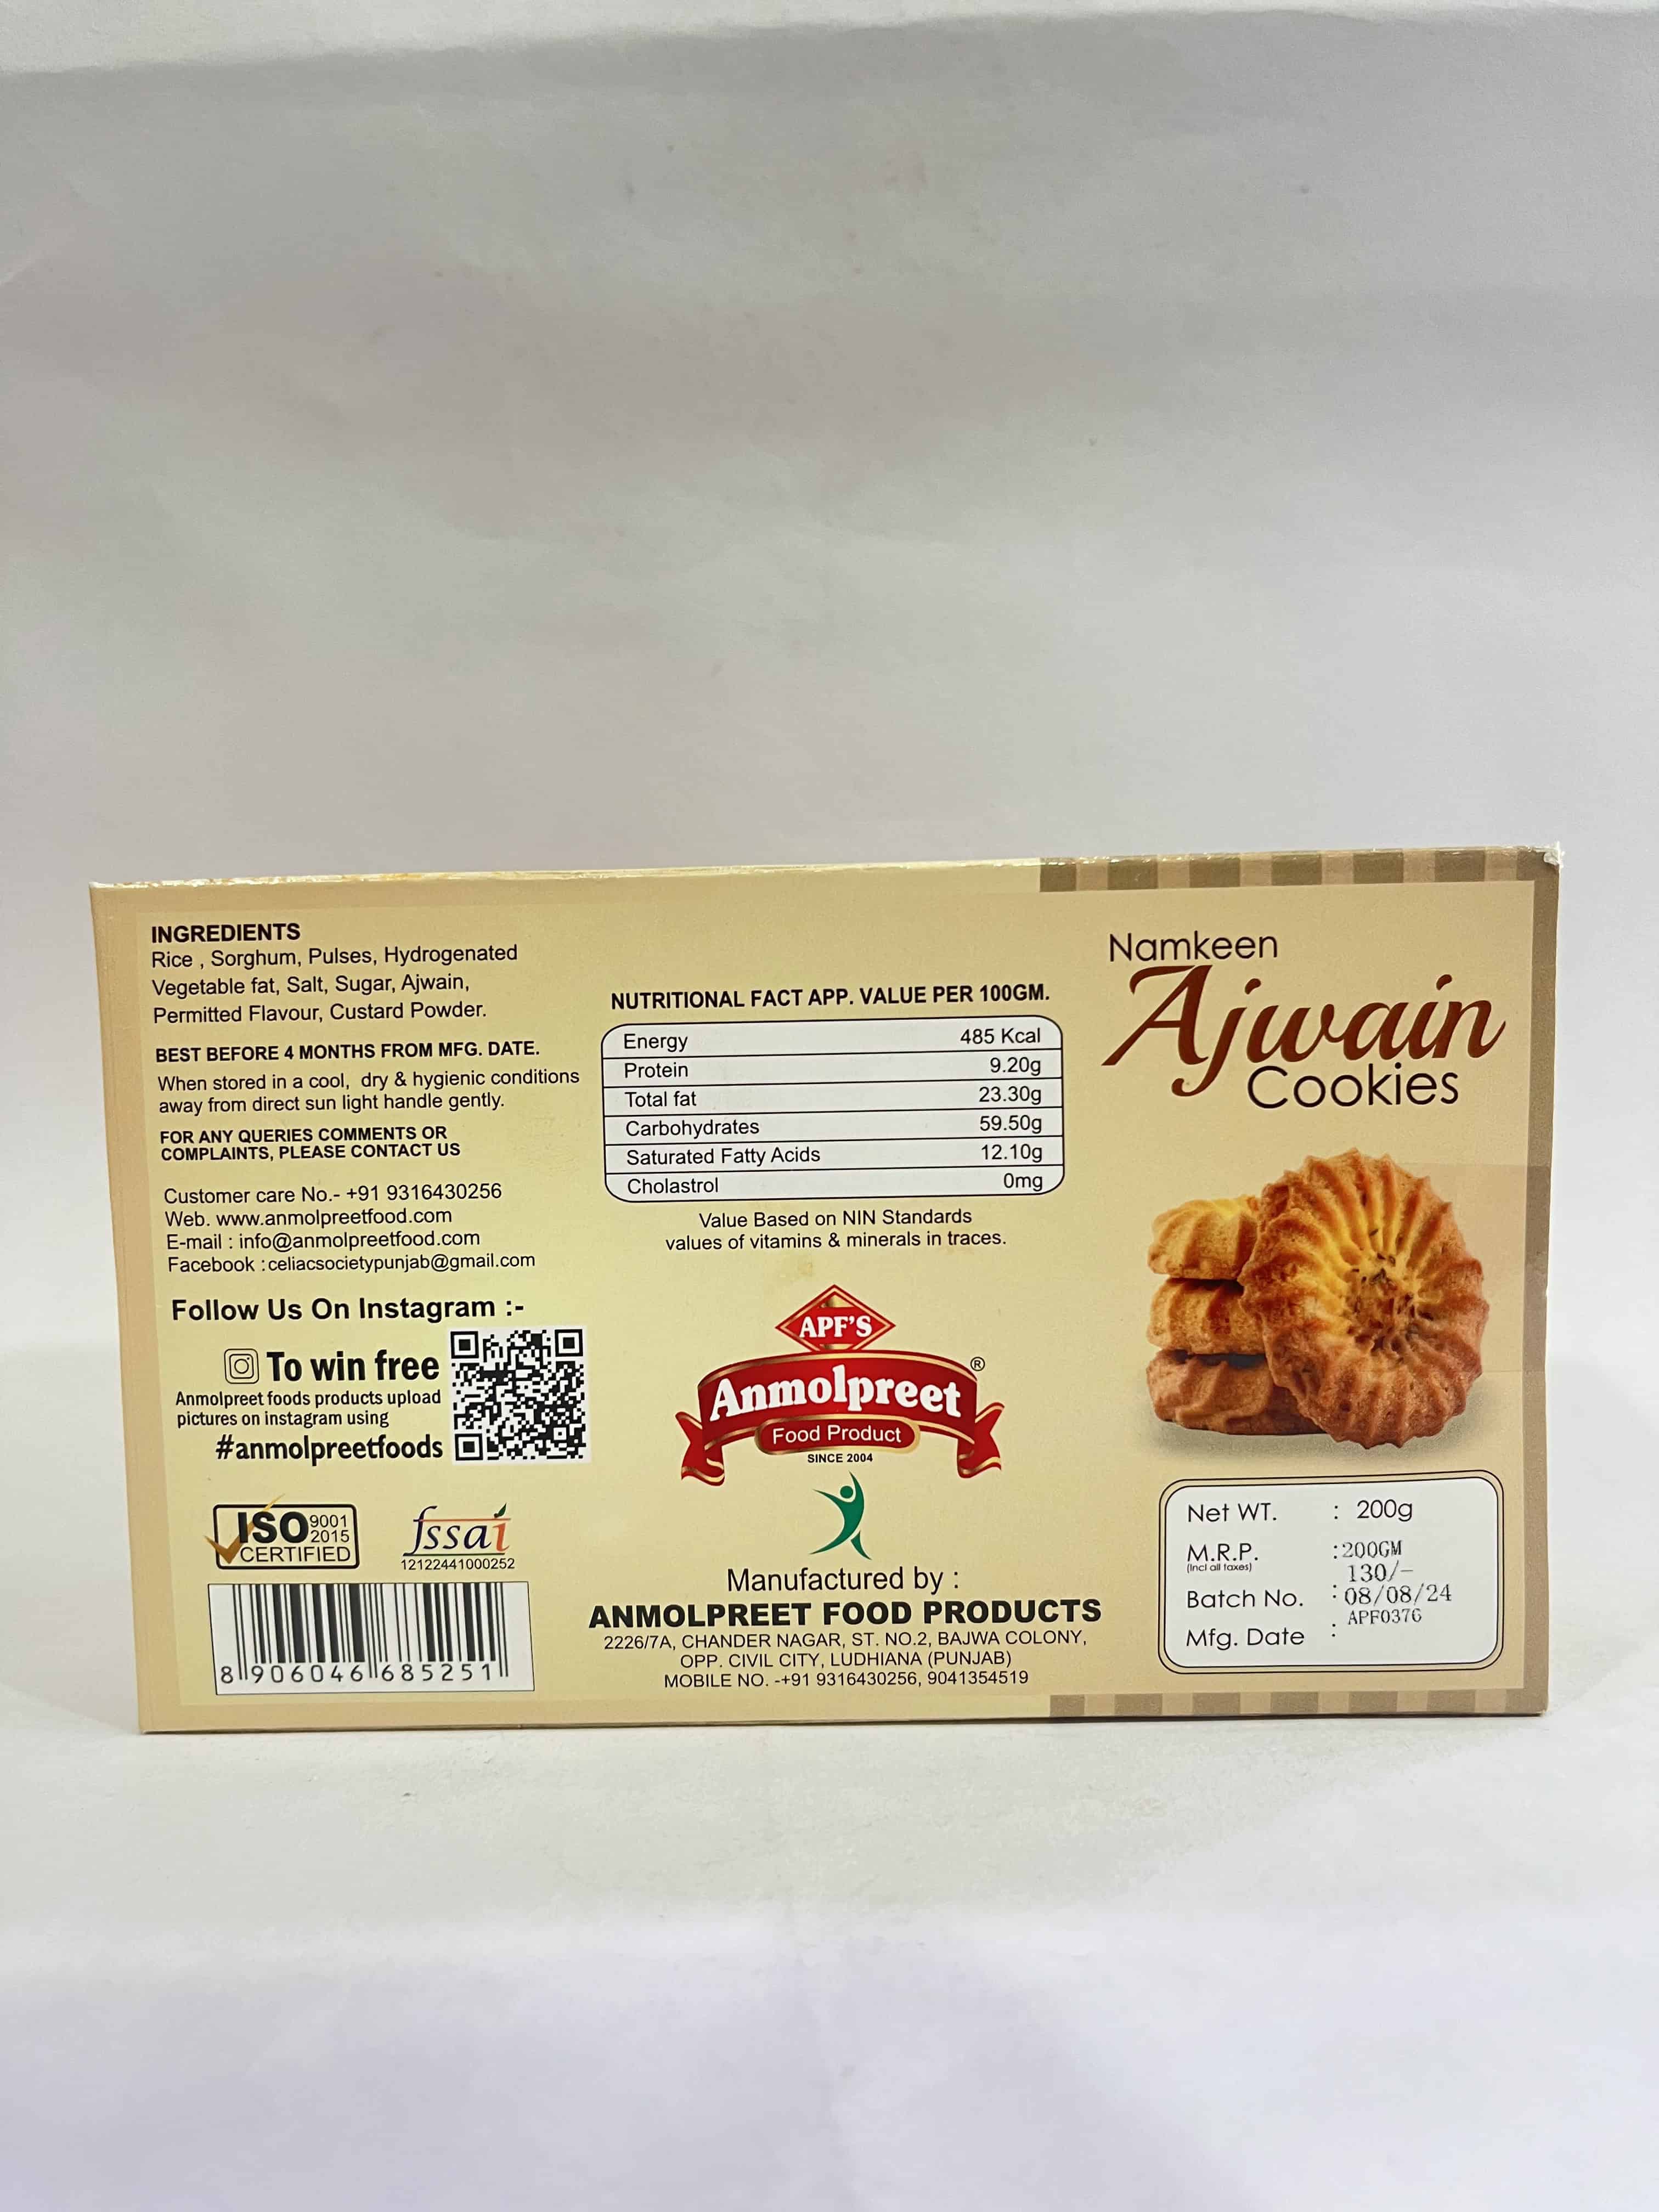 INGREDIENTS
Rice , Sorghum, Pulses, Hydrogenated
Vegetable fat, Salt, Sugar, Ajwain,
Permitted Flavour, Custard Powder.
BEST BEFORE 4 MONTHS FROM MFG. DATE.
When stored in a cool, dry & hygienic conditions
away from direct sun light handle gently.
FOR ANY QUERIES COMMENTS OR
COMPLAINTS, PLEASE CONTACT US
Customer care No.- +91 9316430256
Web. www.anmolpreetfood.com
E-mail : info@anmolpreetfood.com
Facebook :celiacsocietypunjab@gmail.com
Follow Us On Instagram :-
To win free
Anmolpreet foods products upload
pictures on instagram using
#anmolpreetfoods
ISO 9001
2015
CERTIFIED
fssai
12122441000252
8 906046 685251
NUTRITIONAL FACT APP. VALUE PER 100GM.
Energy 485 Kcal
Protein 9.20g
Total fat 23.30g
Carbohydrates 59.50g
Saturated Fatty Acids 12.10g
Cholastrol 0mg
Value Based on NIN Standards
values of vitamins & minerals in traces.
APF'S
Anmolpreet ®
Food Product
SINCE 2004
Manufactured by :
ANMOLPREET FOOD PRODUCTS
2226/7A, CHANDER NAGAR, ST. NO.2, BAJWA COLONY,
OPP. CIVIL CITY, LUDHIANA (PUNJAB)
MOBILE NO. -+91 9316430256, 9041354519
Namkeen
Ajwain
Cookies
Net WT. : 200g
M.R.P. :200GM
(Incl all taxes) 130/-
Batch No. : 08/08/24
APF0376
Mfg. Date :